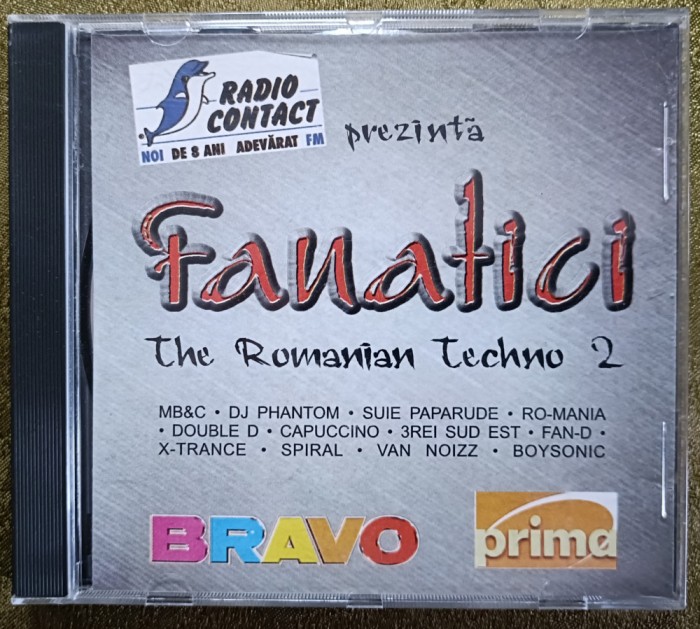 RADIO
CONTACT
NOI DE 8 ANI ADEVĂRAT FM
prezintă
Fanatici
The Romanian Techno 2
MB&C • DJ PHANTOM • SUIE PAPARUDE • RO-MANIA
• DOUBLE D • CAPUCCINO • 3REI SUD EST • FAN-D •
X-TRANCE • SPIRAL • VAN NOIZZ • BOYSONIC
BRAVO
prima